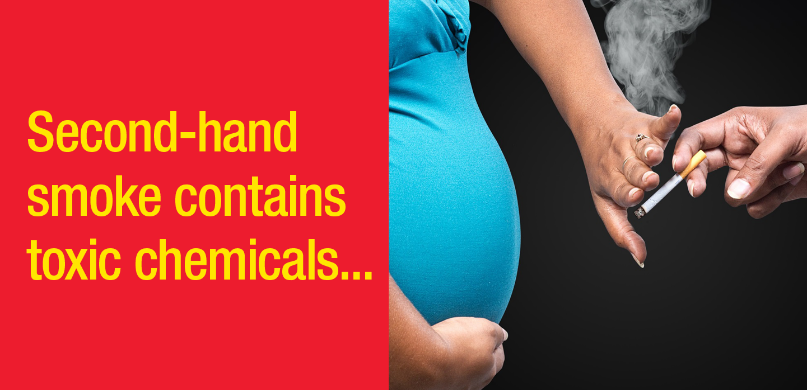 Second-hand
smoke contains
toxic chemicals...